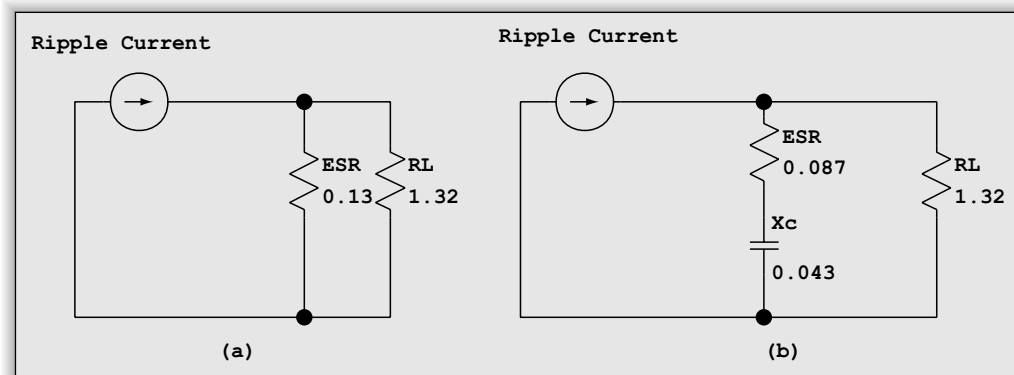 Ripple Current
ESR
0.13
RL
1.32
(a)
Ripple Current
ESR
0.087
Xc
0.043
RL
1.32
(b)